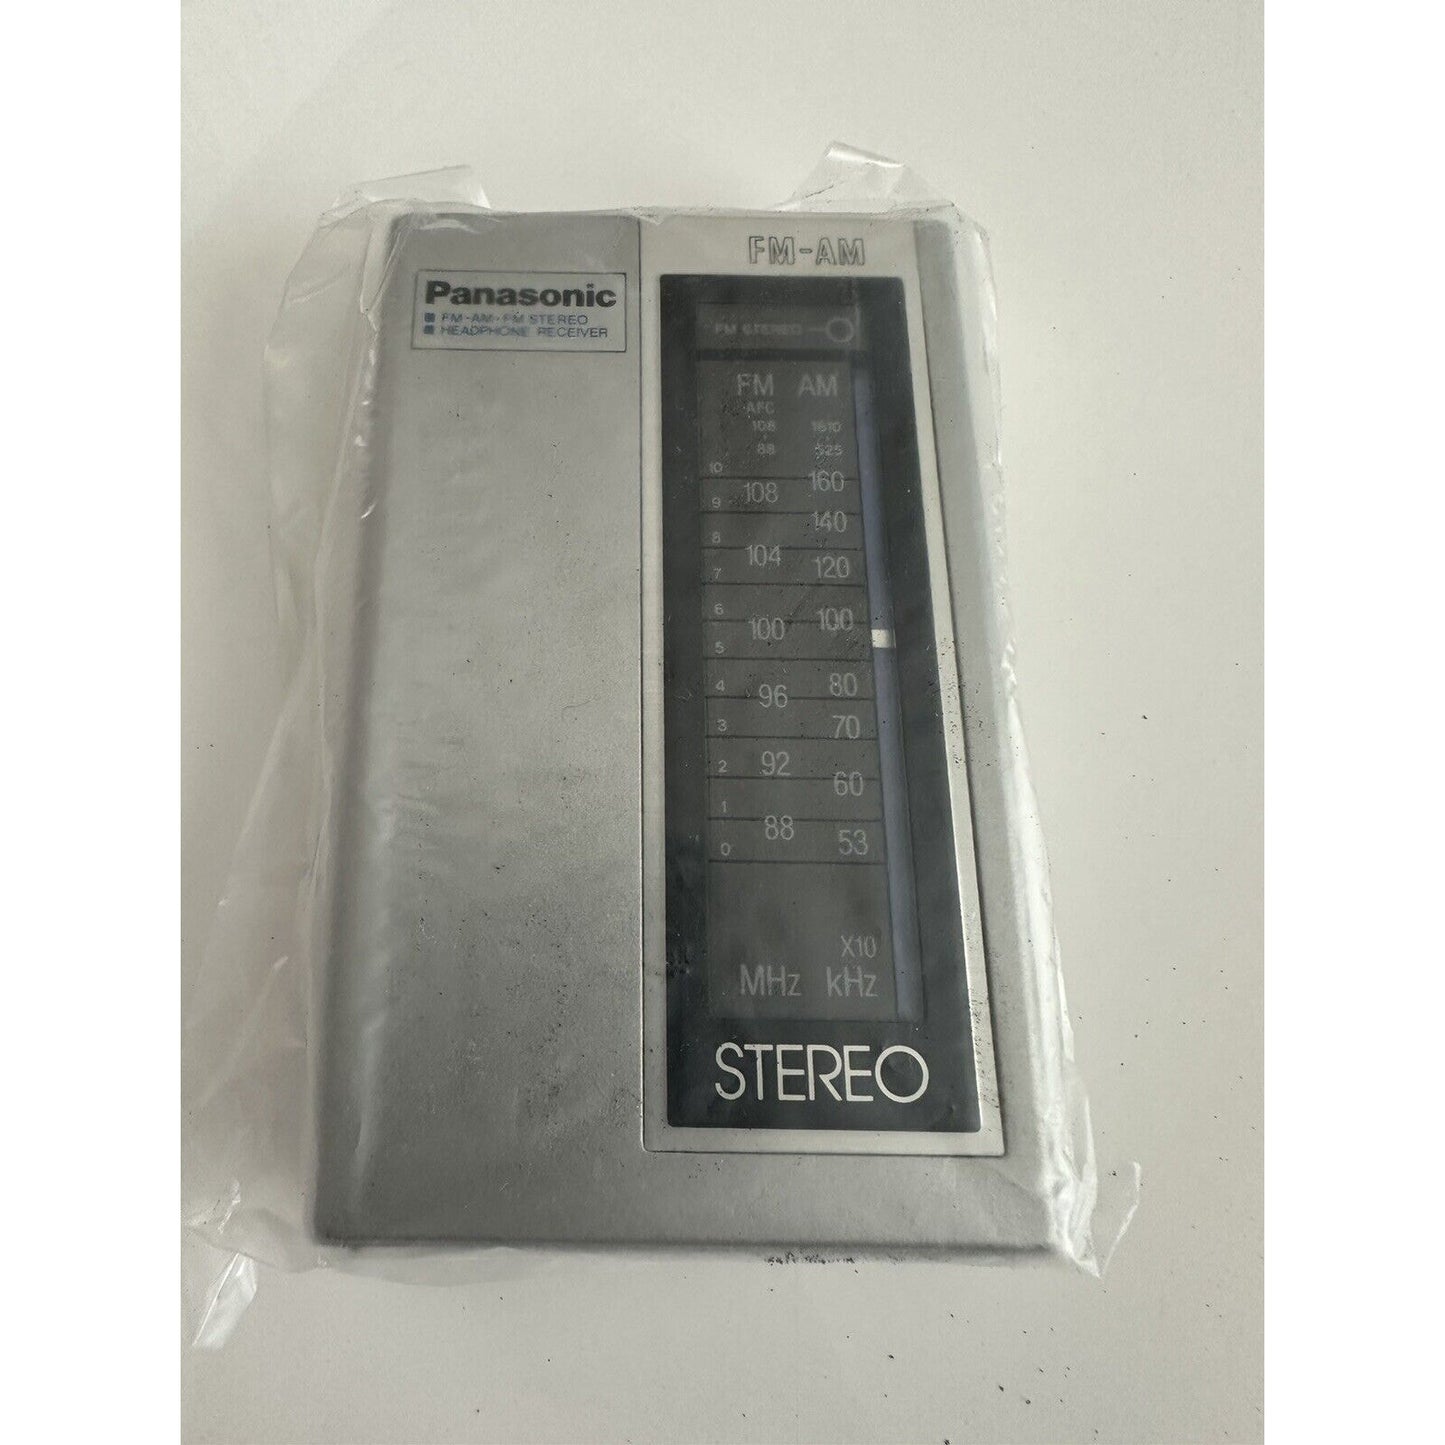 FM-AM
Panasonic
FM-AM-FM STEREO
HEADPHONE RECEIVER
FM STEREO
FM AM
AFC
108 1610
88 525
10
108 160
9
140
8
104 120
7
6
100 100
5
4
96 80
3
70
2
92 60
1
88 53
0
X10
MHz kHz
STEREO